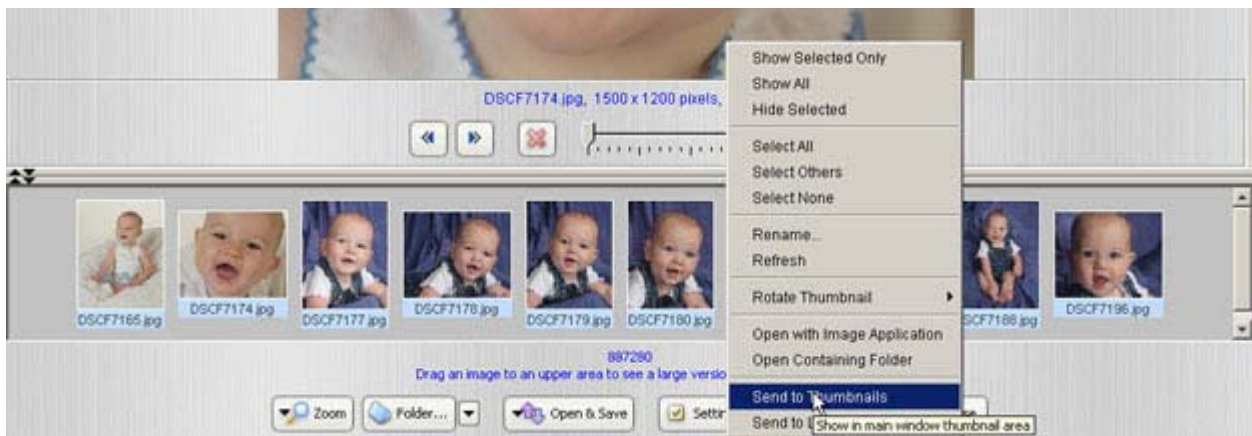 Show Selected Only
Show All
Hide Selected
DSCF7174.jpg, 1500 x 1200 pixels,
Select All
Select Others
Select None
Rename...
Refresh
Rotate Thumbnail
Open with Image Application
Open Containing Folder
Send to Thumbnails
Send to
Show in main window thumbnail area
DSCF7165.jpg
DSCF7174.jpg
DSCF7177.jpg
DSCF7178.jpg
DSCF7179.jpg
DSCF7180.jpg
DSCF7188.jpg
DSCF7196.jpg
887280
Drag an image to an upper area to see a large versio
Zoom
Folder...
Open & Save
Settin